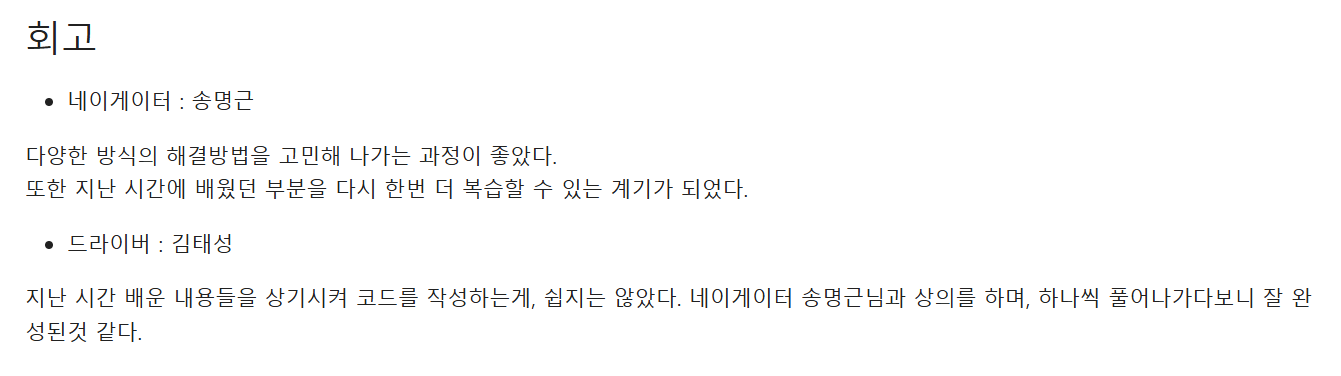 회고
• 네이게이터 : 송명근
다양한 방식의 해결방법을 고민해 나가는 과정이 좋았다.
또한 지난 시간에 배웠던 부분을 다시 한번 더 복습할 수 있는 계기가 되었다.
• 드라이버 : 김태성
지난 시간 배운 내용들을 상기시켜 코드를 작성하는게, 쉽지는 않았다. 네이게이터 송명근님과 상의를 하며, 하나씩 풀어나가다보니 잘 완
성된것 같다.